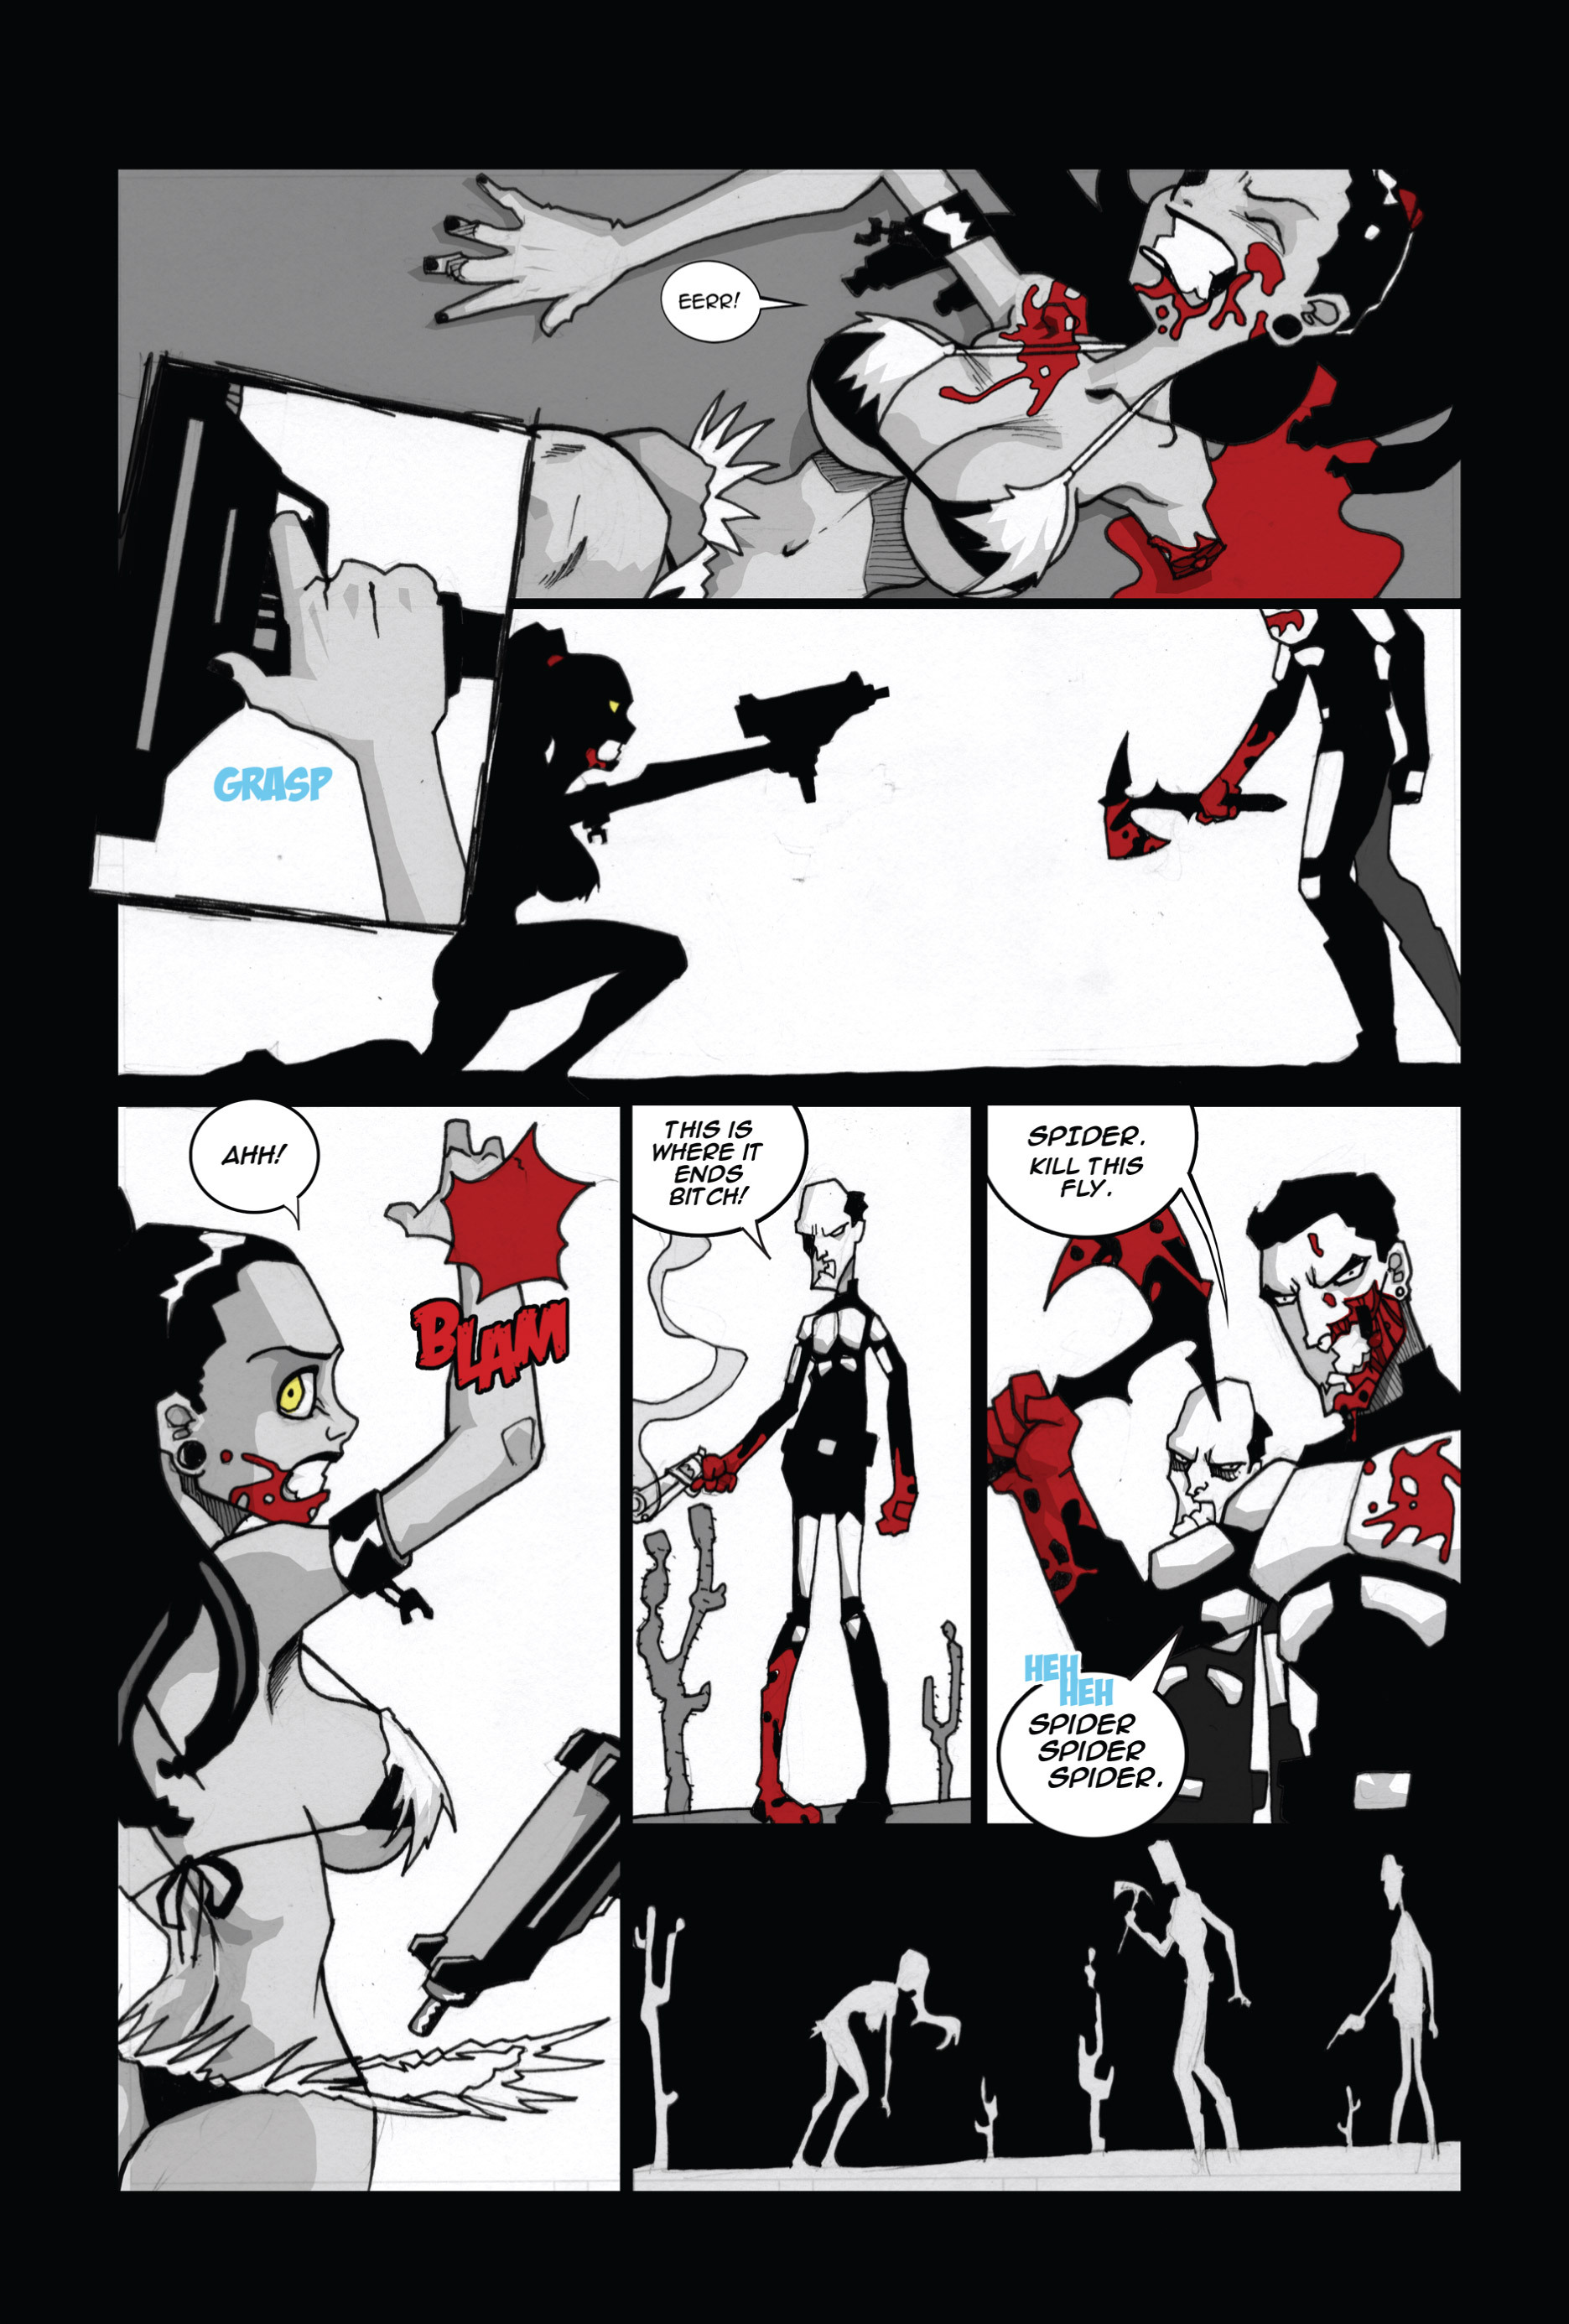 EERR!
GRASP
AHH!
BLAM
THIS IS
WHERE IT
ENDS
BITCH!
SPIDER.
KILL THIS
FLY.
HEH
HEH
SPIDER
SPIDER
SPIDER.